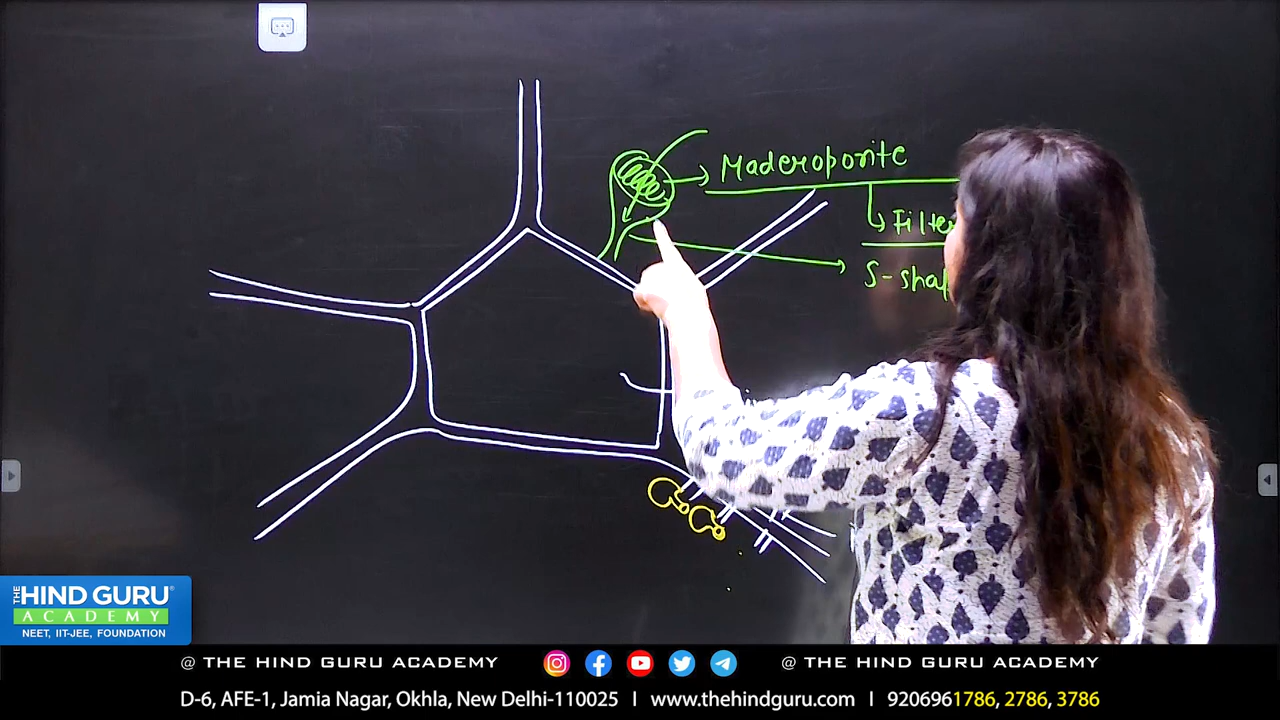 Maderoporite
Filte
S-sha
THE HIND GURU®
ACADEMY
NEET, IIT-JEE, FOUNDATION
@ THE HIND GURU ACADEMY
@ THE HIND GURU ACADEMY
D-6, AFE-1, Jamia Nagar, Okhla, New Delhi-110025 I www.thehindguru.com I 9206961786, 2786, 3786